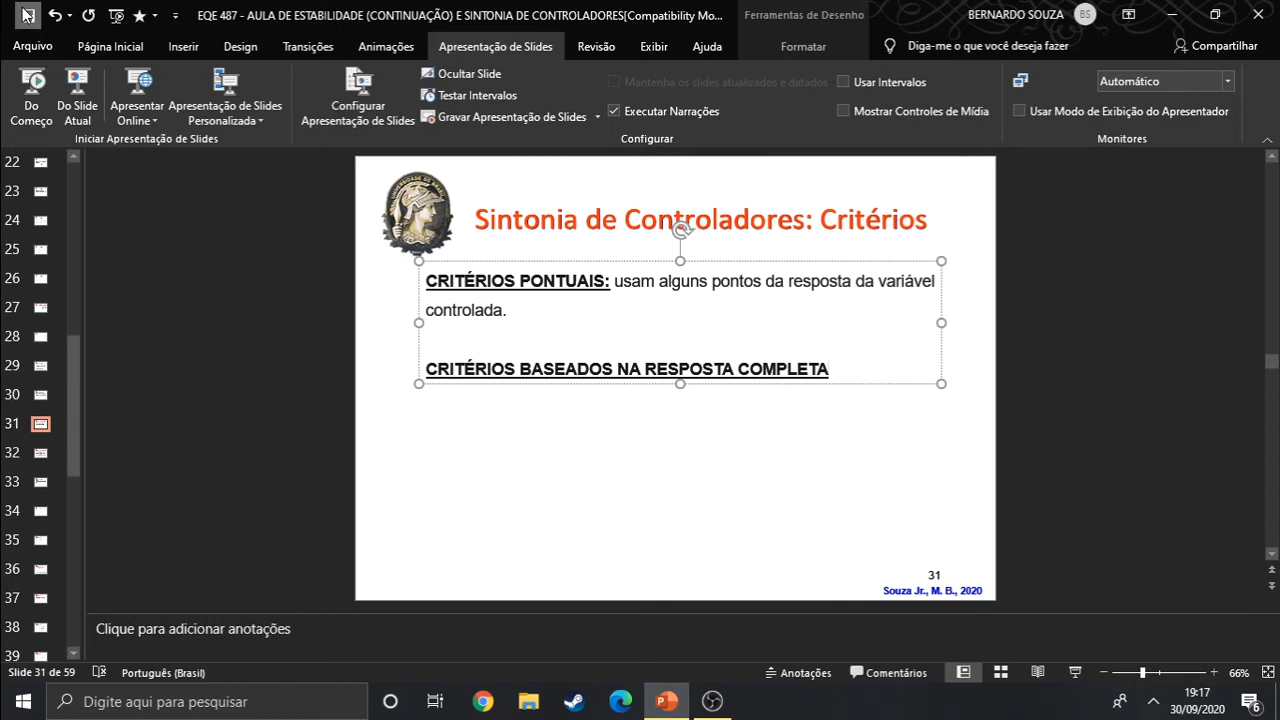 EQE 487 - AULA DE ESTABILIDADE (CONTINUAÇÃO) E SINTONIA DE CONTROLADORES[Compatibility Mo...
Ferramentas de Desenho
BERNARDO SOUZA
BS
Arquivo
Página Inicial
Inserir
Design
Transições
Animações
Apresentação de Slides
Revisão
Exibir
Ajuda
Formatar
Diga-me o que você deseja fazer
Compartilhar
Do Começo
Do Slide Atual
Apresentar Online
Apresentação de Slides Personalizada
Iniciar Apresentação de Slides
Configurar Apresentação de Slides
Ocultar Slide
Testar Intervalos
Gravar Apresentação de Slides
Mantenha os slides atualizados e datados
Executar Narrações
Usar Intervalos
Mostrar Controles de Mídia
Configurar
Automático
Usar Modo de Exibição do Apresentador
Monitores
22
23
24
25
26
27
28
29
30
31
32
33
34
35
36
37
38
39
UNIVERSIDADE DO BRASIL
Sintonia de Controladores: Critérios
CRITÉRIOS PONTUAIS: usam alguns pontos da resposta da variável
controlada.
CRITÉRIOS BASEADOS NA RESPOSTA COMPLETA
31
Souza Jr., M. B., 2020
Clique para adicionar anotações
Slide 31 de 59
Português (Brasil)
Anotações
Comentários
66%
Digite aqui para pesquisar
19:17
30/09/2020
6